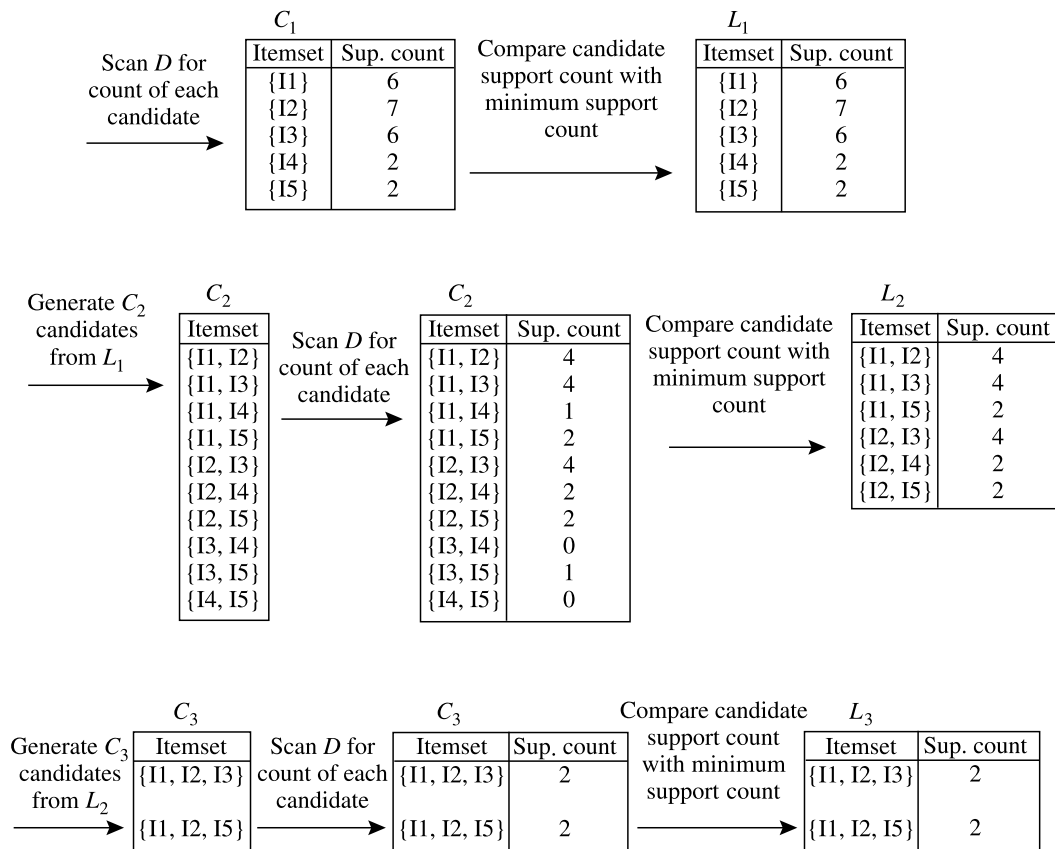 C1
L1
Scan D for
count of each
candidate
Itemset Sup. count
{I1} 6
{I2} 7
{I3} 6
{I4} 2
{I5} 2
Compare candidate
support count with
minimum support
count
Itemset Sup. count
{I1} 6
{I2} 7
{I3} 6
{I4} 2
{I5} 2
Generate C2
candidates
from L1
C2
Itemset
{I1, I2}
{I1, I3}
{I1, I4}
{I1, I5}
{I2, I3}
{I2, I4}
{I2, I5}
{I3, I4}
{I3, I5}
{I4, I5}
Scan D for
count of each
candidate
C2
Itemset Sup. count
{I1, I2} 4
{I1, I3} 4
{I1, I4} 1
{I1, I5} 2
{I2, I3} 4
{I2, I4} 2
{I2, I5} 2
{I3, I4} 0
{I3, I5} 1
{I4, I5} 0
Compare candidate
support count with
minimum support
count
L2
Itemset Sup. count
{I1, I2} 4
{I1, I3} 4
{I1, I5} 2
{I2, I3} 4
{I2, I4} 2
{I2, I5} 2
Generate C3
candidates
from L2
C3
Itemset
{I1, I2, I3}
{I1, I2, I5}
Scan D for
count of each
candidate
C3
Itemset Sup. count
{I1, I2, I3} 2
{I1, I2, I5} 2
Compare candidate
support count
with minimum
support count
L3
Itemset Sup. count
{I1, I2, I3} 2
{I1, I2, I5} 2